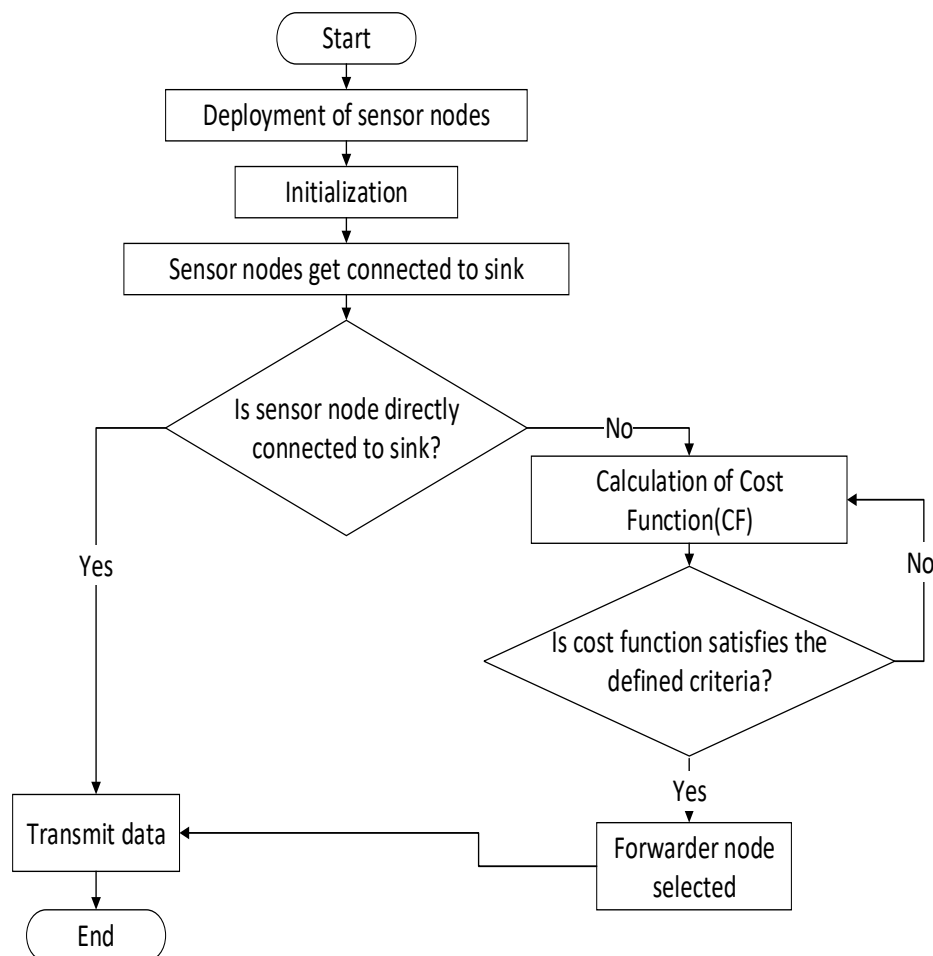 Start
Deployment of sensor nodes
Initialization
Sensor nodes get connected to sink
Is sensor node directly
connected to sink?
No
Calculation of Cost
Function(CF)
Yes
No
Is cost function satisfies the
defined criteria?
Yes
Transmit data
Forwarder node
selected
End